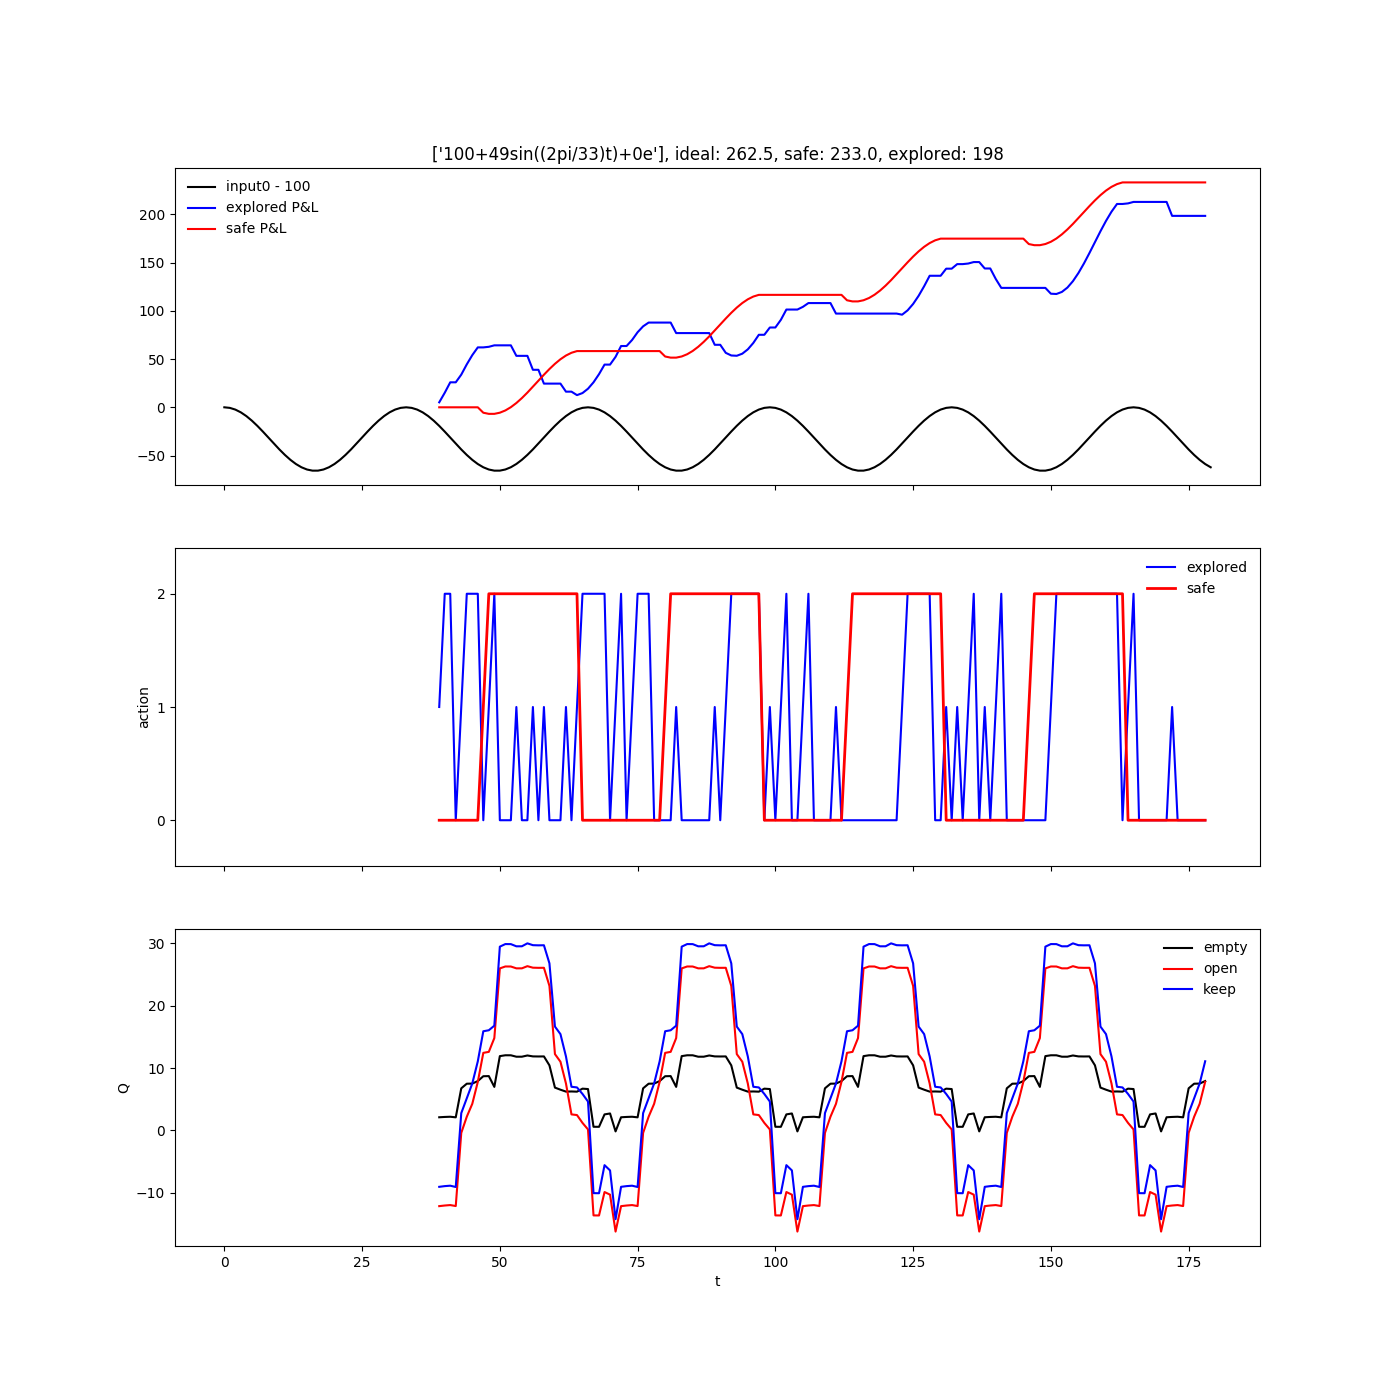 ['100+49sin((2pi/33)t)+0e'], ideal: 262.5, safe: 233.0, explored: 198
input0 - 100
explored P&L
safe P&L
200
150
100
50
0
−50
explored
safe
2
1
0
action
empty
open
keep
30
20
10
0
−10
Q
0 25 50 75 100 125 150 175
t